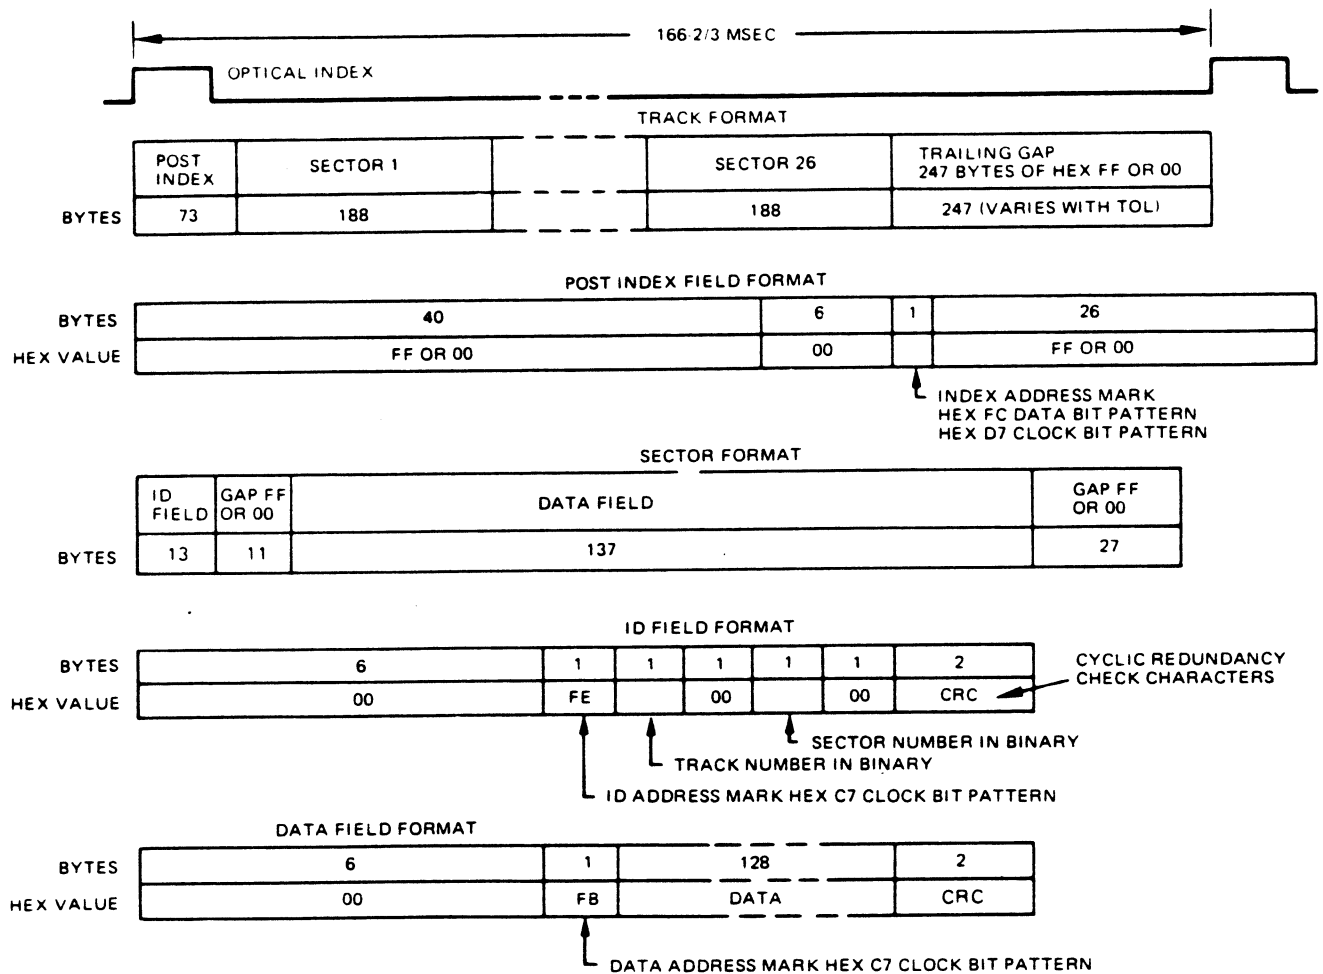 166-2/3 MSEC
OPTICAL INDEX
TRACK FORMAT
POST INDEX
SECTOR 1
SECTOR 26
TRAILING GAP
247 BYTES OF HEX FF OR 00
BYTES 73 188 188 247 (VARIES WITH TOL)
POST INDEX FIELD FORMAT
BYTES 40 6 1 26
HEX VALUE FF OR 00 00 FF OR 00
INDEX ADDRESS MARK
HEX FC DATA BIT PATTERN
HEX D7 CLOCK BIT PATTERN
SECTOR FORMAT
ID FIELD
GAP FF OR 00
DATA FIELD
GAP FF OR 00
BYTES 13 11 137 27
ID FIELD FORMAT
BYTES 6 1 1 1 1 1 2
HEX VALUE 00 FE 00 00 CRC
CYCLIC REDUNDANCY
CHECK CHARACTERS
SECTOR NUMBER IN BINARY
TRACK NUMBER IN BINARY
ID ADDRESS MARK HEX C7 CLOCK BIT PATTERN
DATA FIELD FORMAT
BYTES 6 1 128 2
HEX VALUE 00 FB DATA CRC
DATA ADDRESS MARK HEX C7 CLOCK BIT PATTERN